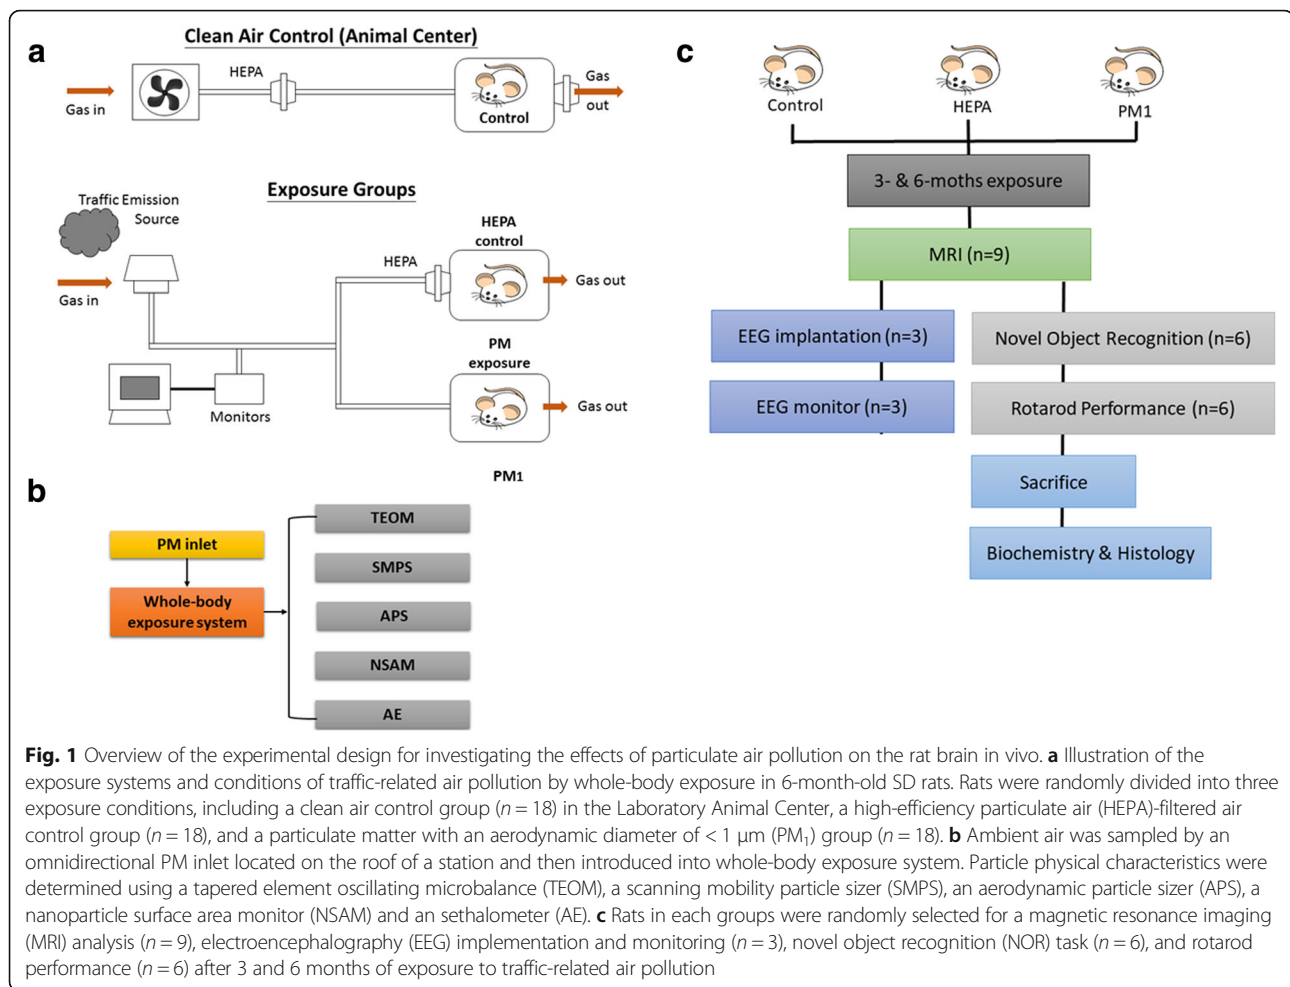 a
Clean Air Control (Animal Center)
HEPA
Gas in
Control
Gas
out
Exposure Groups
Traffic Emission
Source
Gas in
HEPA
HEPA
control
Gas out
PM
exposure
Gas out
Monitors
PM1
b
PM inlet
Whole-body
exposure system
TEOM
SMPS
APS
NSAM
AE
c
Control
HEPA
PM1
3- & 6-moths exposure
MRI (n=9)
EEG implantation (n=3)
EEG monitor (n=3)
Novel Object Recognition (n=6)
Rotarod Performance (n=6)
Sacrifice
Biochemistry & Histology
Fig. 1 Overview of the experimental design for investigating the effects of particulate air pollution on the rat brain in vivo. a Illustration of the
exposure systems and conditions of traffic-related air pollution by whole-body exposure in 6-month-old SD rats. Rats were randomly divided into three
exposure conditions, including a clean air control group (n = 18) in the Laboratory Animal Center, a high-efficiency particulate air (HEPA)-filtered air
control group (n = 18), and a particulate matter with an aerodynamic diameter of < 1 μm (PM₁) group (n = 18). b Ambient air was sampled by an
omnidirectional PM inlet located on the roof of a station and then introduced into whole-body exposure system. Particle physical characteristics were
determined using a tapered element oscillating microbalance (TEOM), a scanning mobility particle sizer (SMPS), an aerodynamic particle sizer (APS), a
nanoparticle surface area monitor (NSAM) and an sethalometer (AE). c Rats in each groups were randomly selected for a magnetic resonance imaging
(MRI) analysis (n = 9), electroencephalography (EEG) implementation and monitoring (n = 3), novel object recognition (NOR) task (n = 6), and rotarod
performance (n = 6) after 3 and 6 months of exposure to traffic-related air pollution